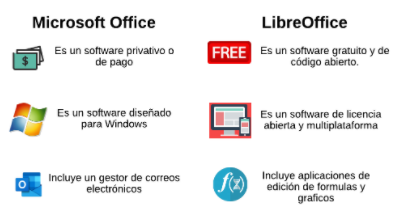 Microsoft Office
LibreOffice
$
Es un software privativo o
de pago
FREE
Es un software gratuito y de
código abierto.
Es un software diseñado
para Windows
Es un software de licencia
abierta y multiplataforma
Incluye un gestor de correos
electrónicos
f(x)
Incluye aplicaciones de
edición de formulas y
graficos